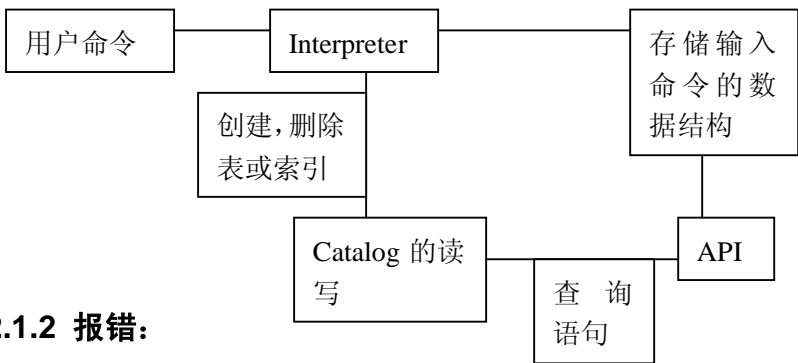 用户命令
Interpreter
存储输入
命令的数
据结构
创建，删除
表或索引
Catalog 的读
写
API
查 询
语句
2.1.2 报错：